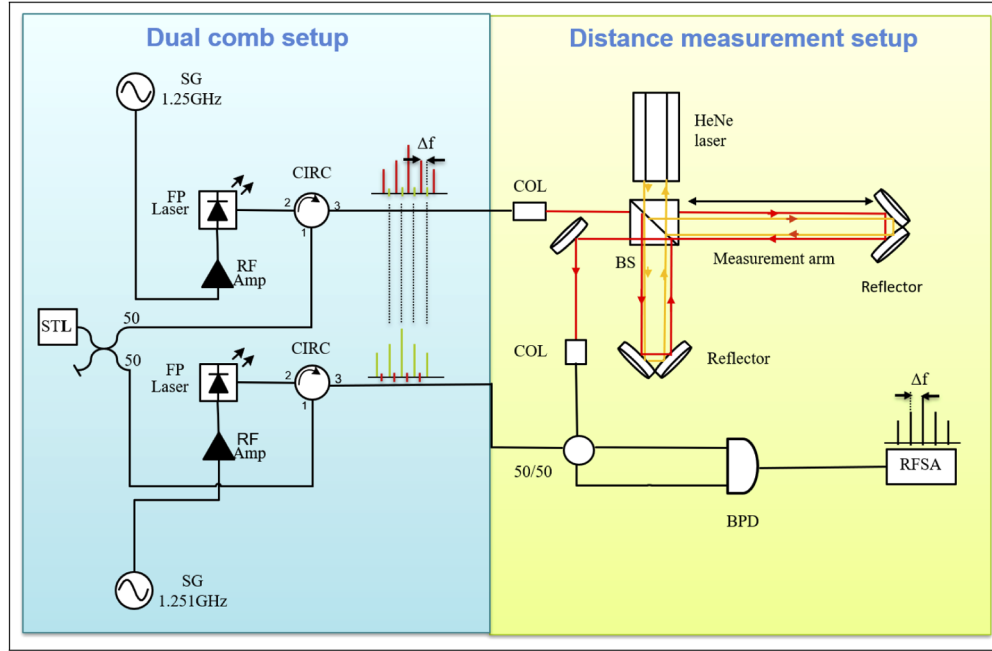 Dual comb setup
Distance measurement setup
SG
1.25GHz
HeNe
laser
Δf
CIRC
FP
Laser
2
3
1
COL
RF
Amp
BS
Measurement arm
Reflector
STL
50
50
CIRC
FP
Laser
2
3
1
COL
Reflector
Δf
RF
Amp
50/50
RFSA
BPD
SG
1.251GHz